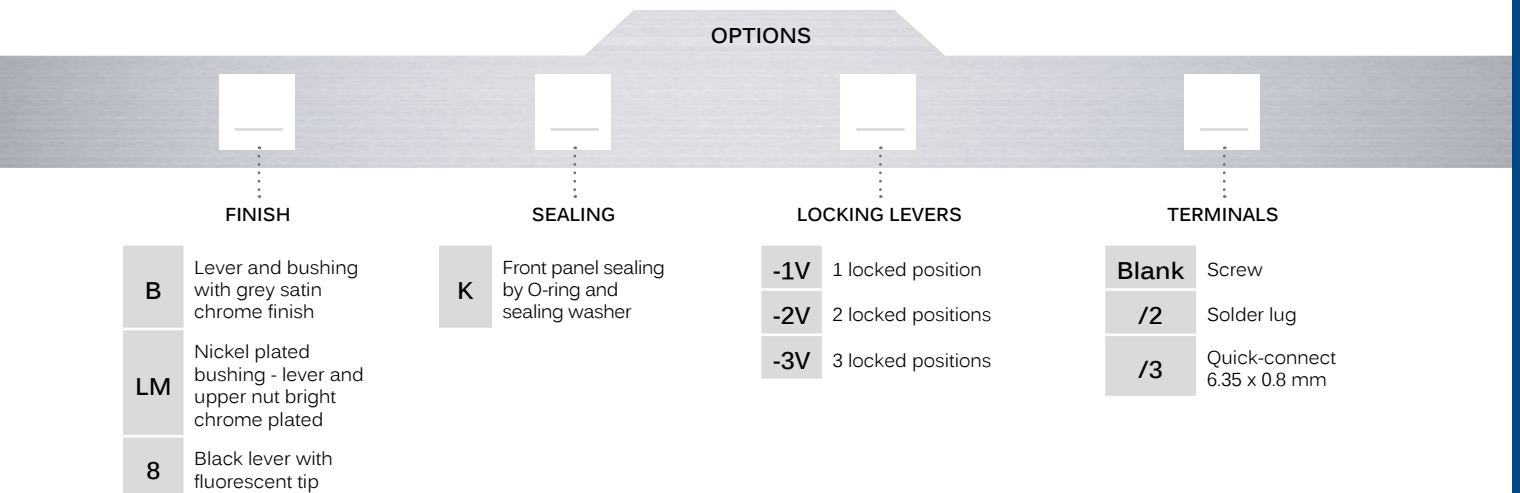 OPTIONS
FINISH
B
Lever and bushing
with grey satin
chrome finish
LM
Nickel plated
bushing - lever and
upper nut bright
chrome plated
8
Black lever with
fluorescent tip
SEALING
K
Front panel sealing
by O-ring and
sealing washer
LOCKING LEVERS
-1V 1 locked position
-2V 2 locked positions
-3V 3 locked positions
TERMINALS
Blank Screw
/2 Solder lug
/3
Quick-connect
6.35 x 0.8 mm